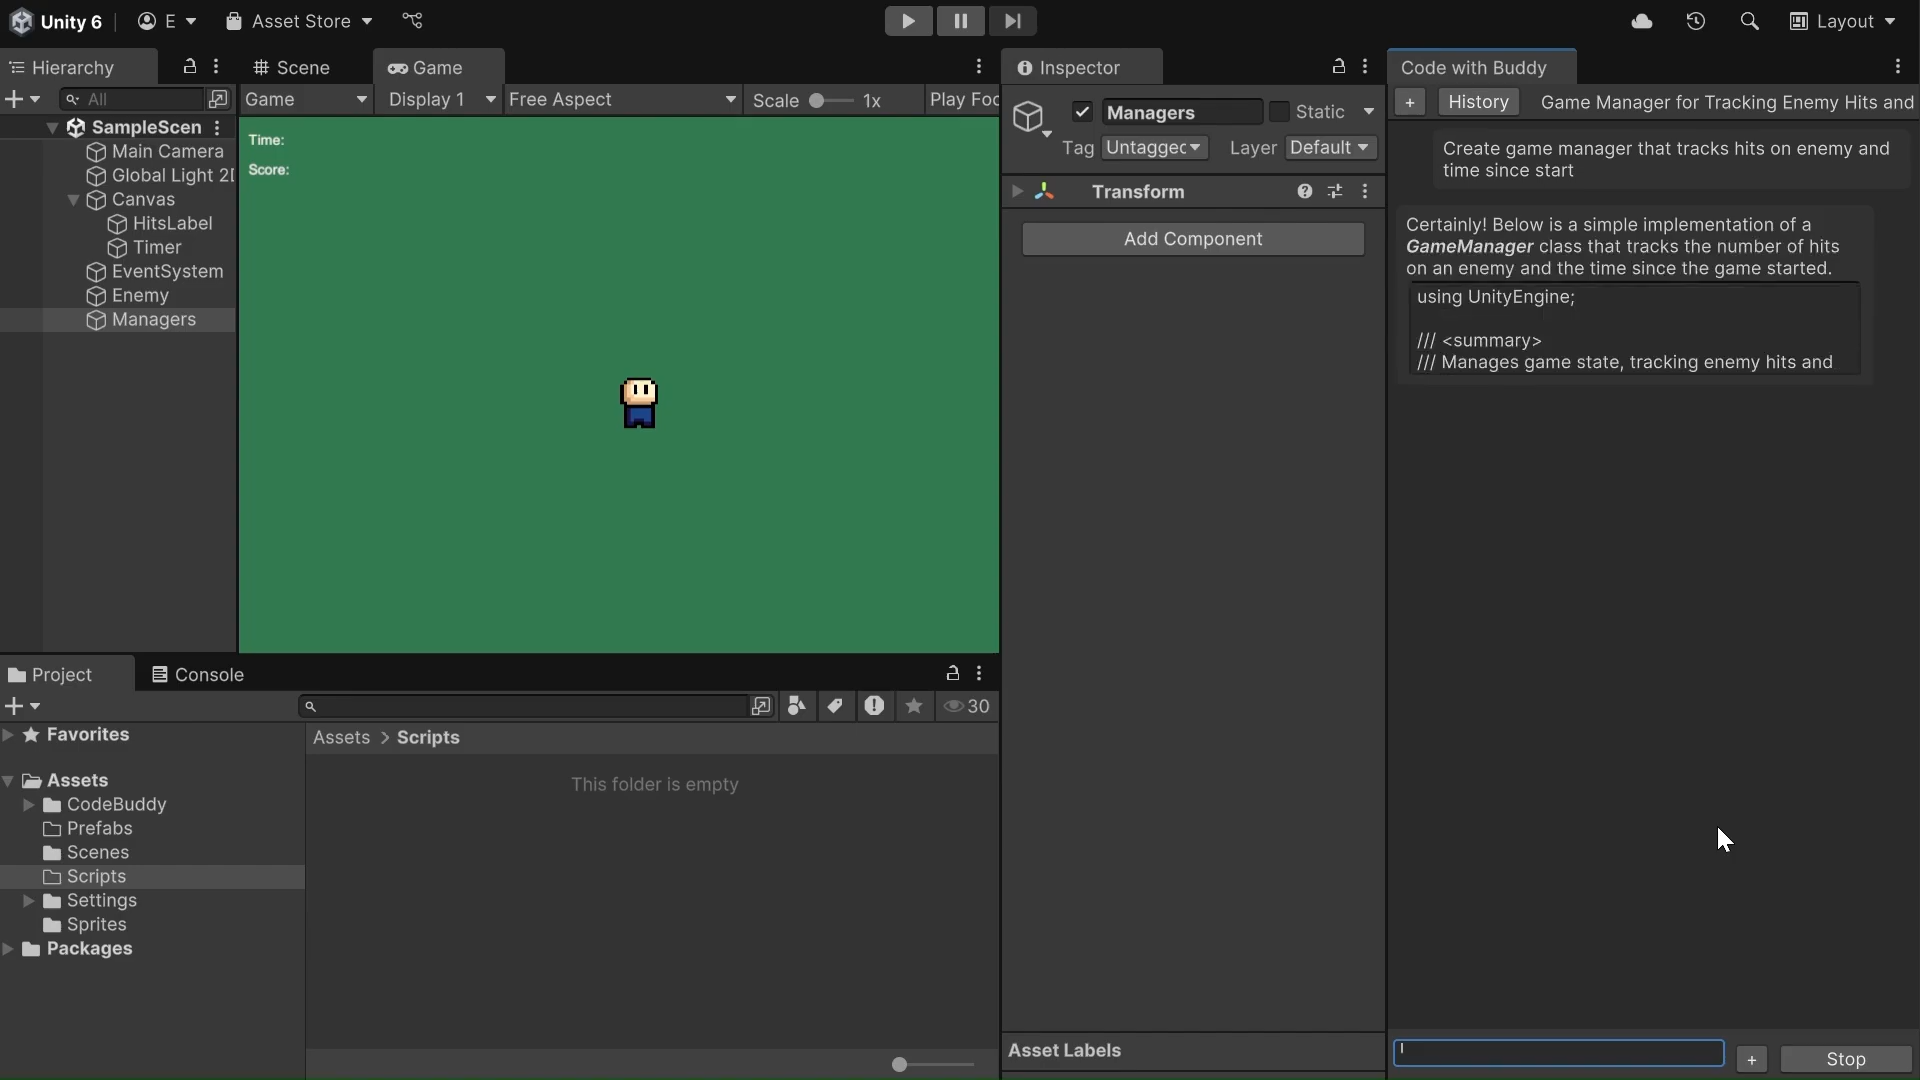 Unity 6
E
Asset Store
Layout
Hierarchy
Scene
Game
Inspector
Code with Buddy
All
Game
Display 1
Free Aspect
Scale
1x
Play Foc
Managers
Static
+
History
Game Manager for Tracking Enemy Hits and
SampleScen
Main Camera
Global Light 2D
Canvas
HitsLabel
Timer
EventSystem
Enemy
Managers
Time:
Score:
Tag
Untagged
Layer
Default
Transform
Add Component
Create game manager that tracks hits on enemy and
time since start
Certainly! Below is a simple implementation of a
GameManager class that tracks the number of hits
on an enemy and the time since the game started.
using UnityEngine;
/// <summary>
/// Manages game state, tracking enemy hits and
Project
Console
30
Favorites
Assets
CodeBuddy
Prefabs
Scenes
Scripts
Settings
Sprites
Packages
Assets > Scripts
This folder is empty
Asset Labels
+
Stop